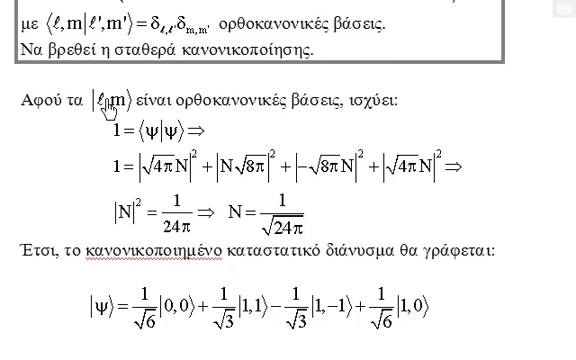 με ⟨ℓ,m|ℓ',m'⟩ = δ_{ℓ,ℓ'}δ_{m,m'} ορθοκανονικές βάσεις.
Να βρεθεί η σταθερά κανονικοποίησης.
Αφού τα |ℓ,m⟩ είναι ορθοκανονικές βάσεις, ισχύει:
1 = ⟨ψ|ψ⟩ ⇒
1 = |√4π N|² + |N√8π|² + |-√8π N|² + |√4π N|² ⇒
|N|² = 1/24π ⇒ N = 1/√24π
Έτσι, το κανονικοποιημένο καταστατικό διάνυσμα θα γράφεται:
|ψ⟩ = 1/√6 |0,0⟩ + 1/√3 |1,1⟩ − 1/√3 |1,−1⟩ + 1/√6 |1,0⟩